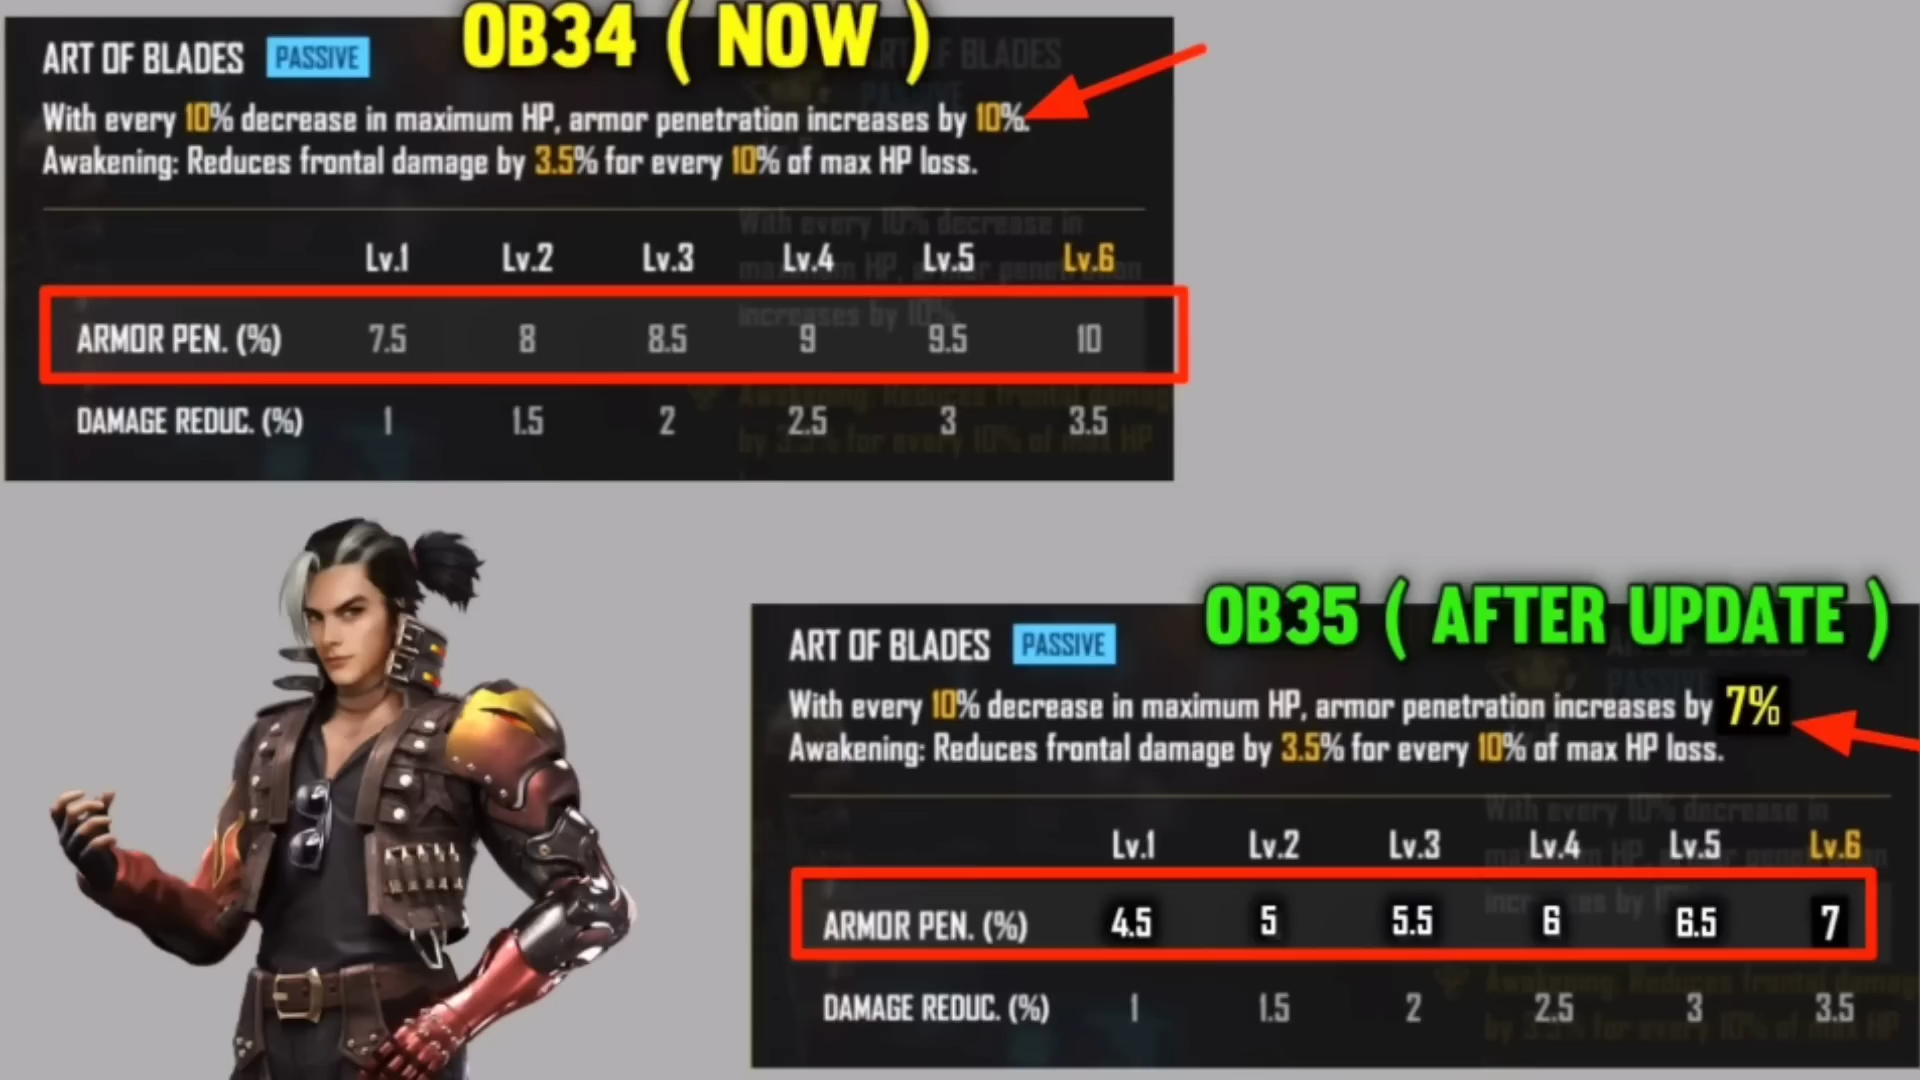 OB34 ( NOW )
ART OF BLADES PASSIVE
With every 10% decrease in maximum HP, armor penetration increases by 10%.
Awakening: Reduces frontal damage by 3.5% for every 10% of max HP loss.
Lv.1 Lv.2 Lv.3 Lv.4 Lv.5 Lv.6
ARMOR PEN. (%) 7.5 8 8.5 9 9.5 10
DAMAGE REDUC. (%) 1 1.5 2 2.5 3 3.5
OB35 ( AFTER UPDATE )
ART OF BLADES PASSIVE
With every 10% decrease in maximum HP, armor penetration increases by 7%
Awakening: Reduces frontal damage by 3.5% for every 10% of max HP loss.
Lv.1 Lv.2 Lv.3 Lv.4 Lv.5 Lv.6
ARMOR PEN. (%) 4.5 5 5.5 6 6.5 7
DAMAGE REDUC. (%) 1 1.5 2 2.5 3 3.5